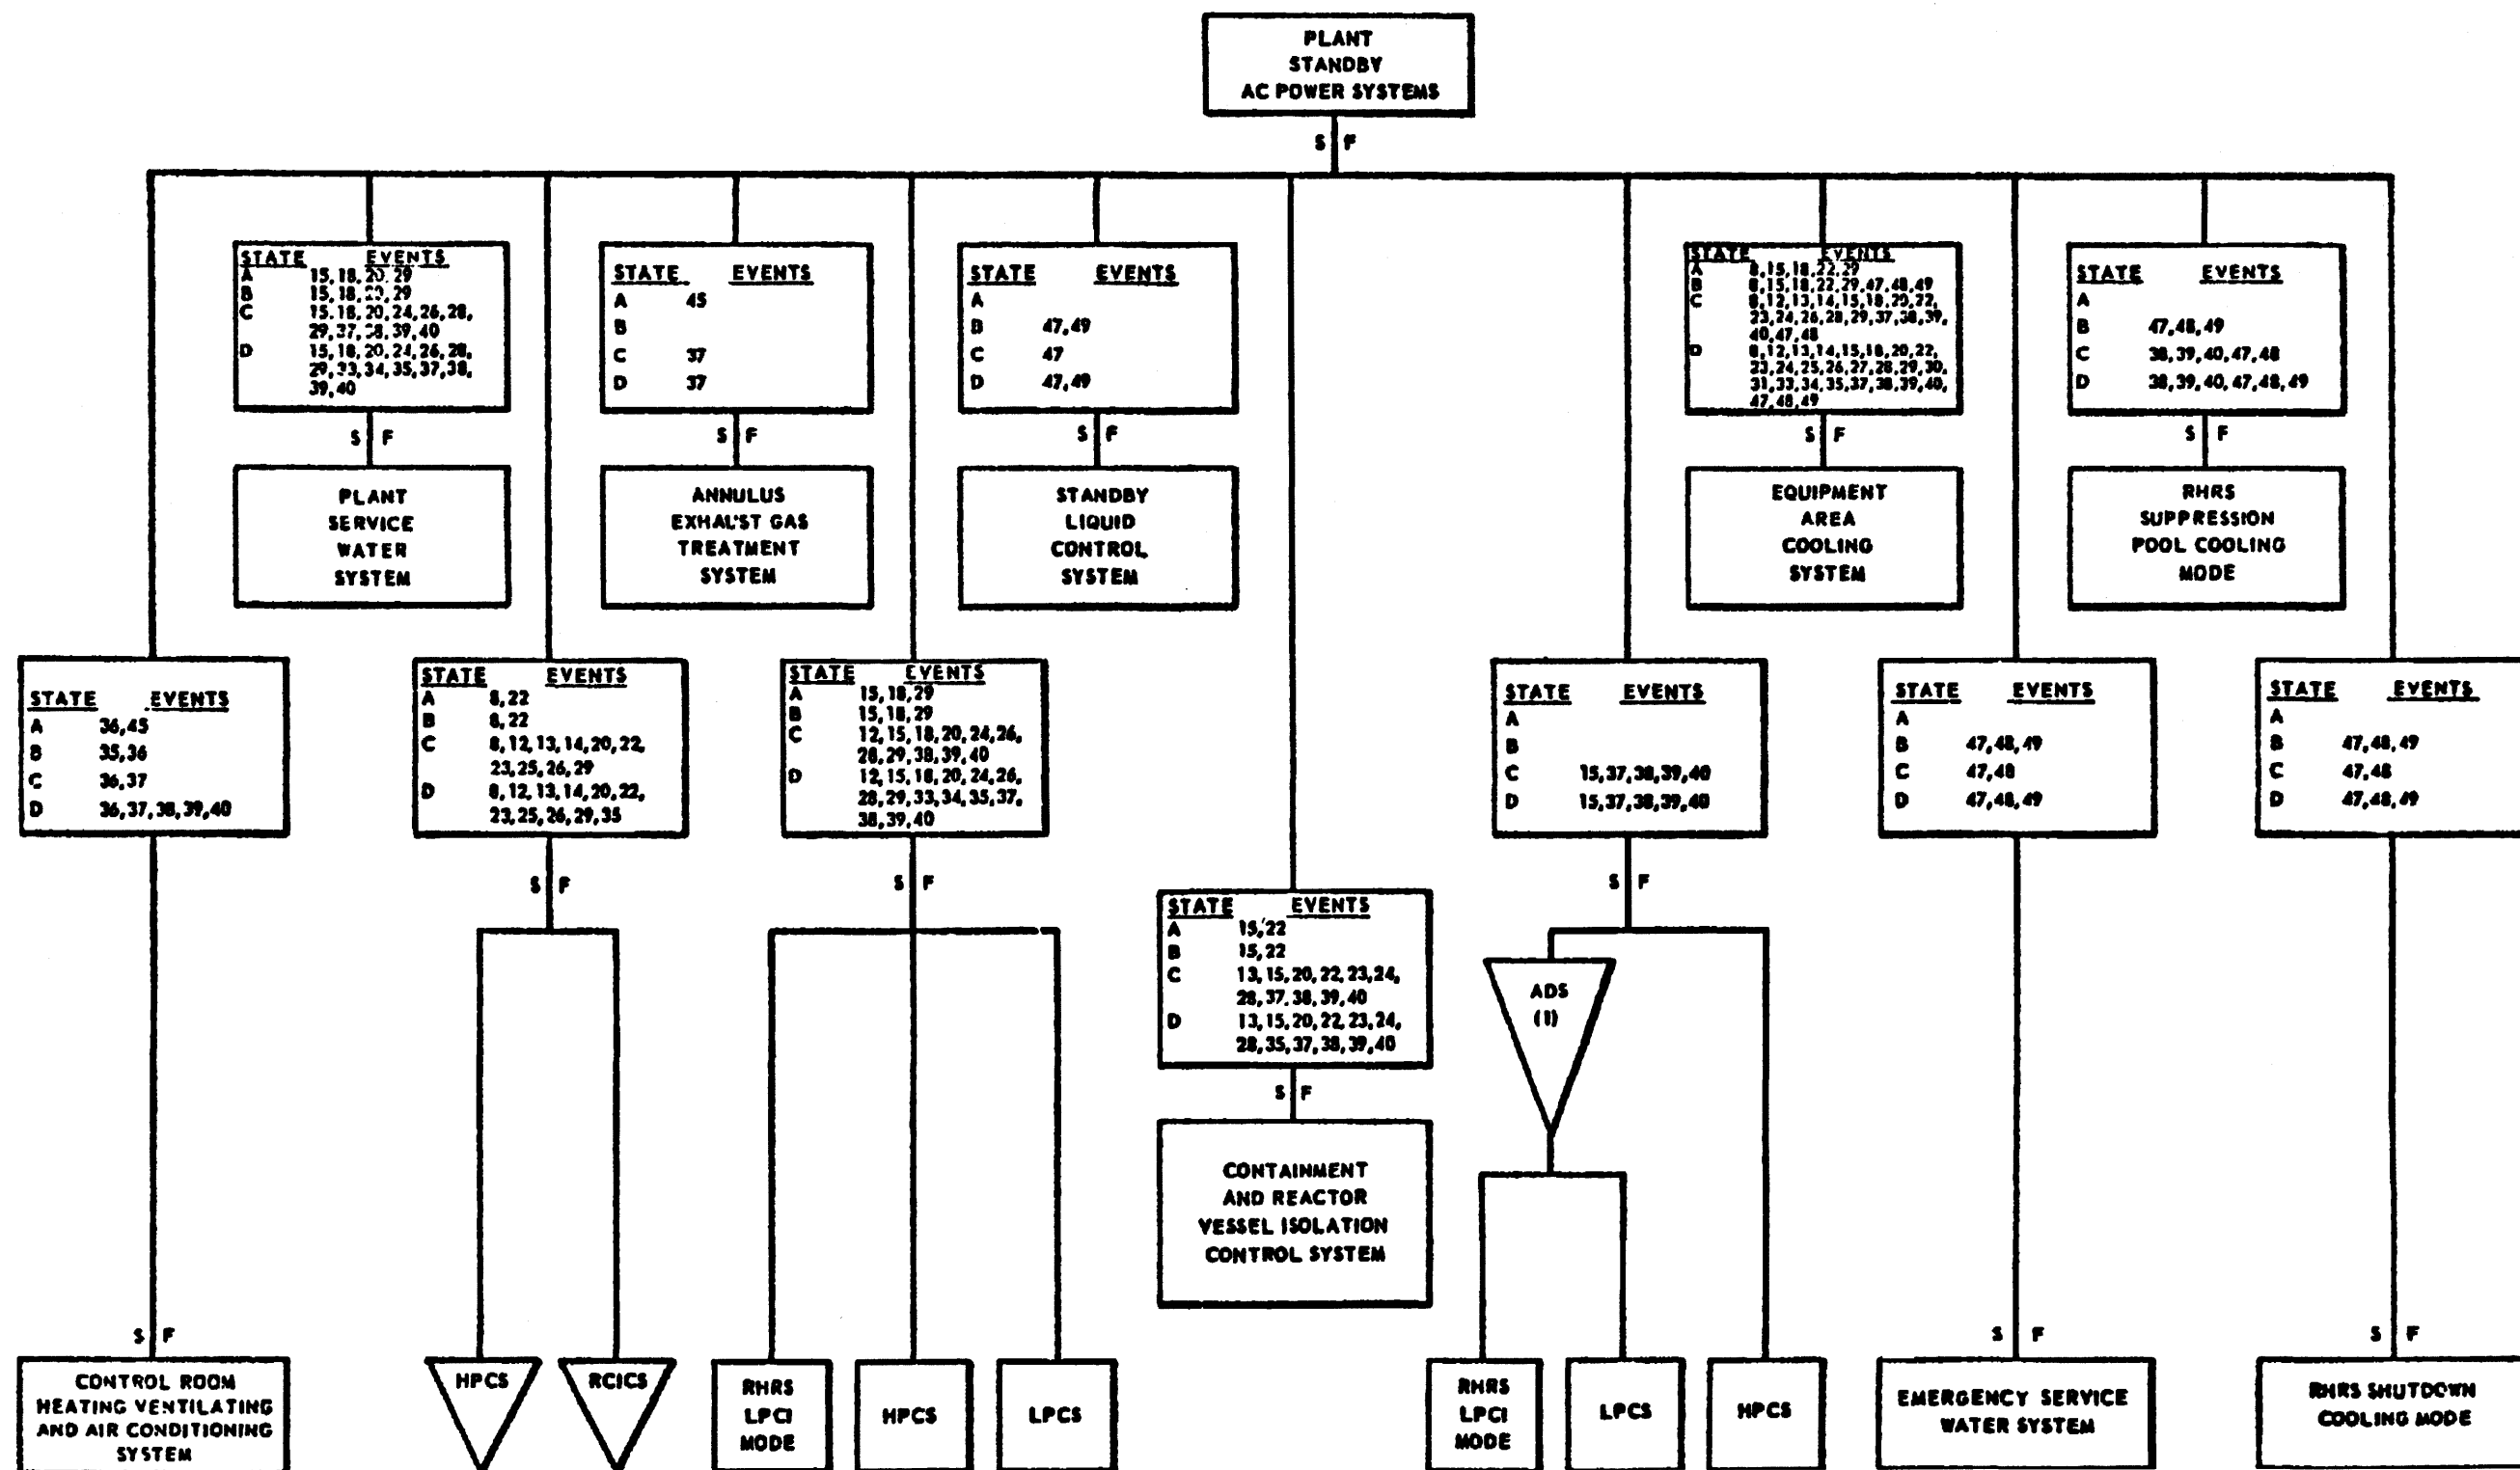 PLANT
STANDBY
AC POWER SYSTEMS
S F
STATE EVENTS
A 15,18,20,29
B 15,18,20,29
C 15,18,20,24,26,28,
29,37,38,39,40
D 15,18,20,24,26,28,
29,33,34,35,37,38,
39,40
S F
PLANT
SERVICE
WATER
SYSTEM
STATE EVENTS
A 45
B
C 37
D 37
S F
ANNULUS
EXHAUST GAS
TREATMENT
SYSTEM
STATE EVENTS
A
B 47,49
C 47
D 47,49
S F
STANDBY
LIQUID
CONTROL
SYSTEM
STATE EVENTS
A 8,15,18,22,29
B 8,15,18,22,29,47,48,49
C 8,12,13,14,15,18,20,22,
23,24,26,28,29,37,38,39,
40,47,48
D 8,12,13,14,15,18,20,22,
23,24,25,26,27,28,29,30,
31,33,34,35,37,38,39,40,
47,48,49
S F
EQUIPMENT
AREA
COOLING
SYSTEM
STATE EVENTS
A
B 47,48,49
C 38,39,40,47,48
D 38,39,40,47,48,49
S F
RHRS
SUPPRESSION
POOL COOLING
MODE
STATE EVENTS
A 36,45
B 35,36
C 36,37
D 36,37,38,39,40
S F
CONTROL ROOM
HEATING VENTILATING
AND AIR CONDITIONING
SYSTEM
STATE EVENTS
A 8,22
B 8,22
C 8,12,13,14,20,22,
23,25,26,29
D 8,12,13,14,20,22,
23,25,26,29,35
S F
HPCS
RCICS
STATE EVENTS
A 15,18,29
B 15,18,29
C 12,15,18,20,24,26,
28,29,38,39,40
D 12,15,18,20,24,26,
28,29,33,34,35,37,
38,39,40
S F
RHRS
LPCI
MODE
HPCS
LPCS
STATE EVENTS
A 15,22
B 15,22
C 13,15,20,22,23,24,
28,37,38,39,40
D 13,15,20,22,23,24,
28,35,37,38,39,40
S F
CONTAINMENT
AND REACTOR
VESSEL ISOLATION
CONTROL SYSTEM
STATE EVENTS
A
B
C 15,37,38,39,40
D 15,37,38,39,40
S F
ADS
(1)
RHRS
LPCI
MODE
LPCS
HPCS
STATE EVENTS
A
B 47,48,49
C 47,48
D 47,48,49
S F
EMERGENCY SERVICE
WATER SYSTEM
STATE EVENTS
A
B 47,48,49
C 47,48
D 47,48,49
S F
RHRS SHUTDOWN
COOLING MODE